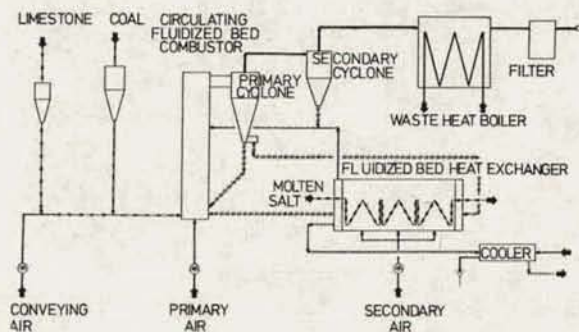 LIMESTONE
COAL
CIRCULATING
FLUIDIZED BED
COMBUSTOR
SECONDARY
CYCLONE
PRIMARY
CYCLONE
FILTER
WASTE HEAT BOILER
FLUIDIZED BED HEAT EXCHANGER
MOLTEN
SALT
COOLER
CONVEYING
AIR
PRIMARY
AIR
SECONDARY
AIR